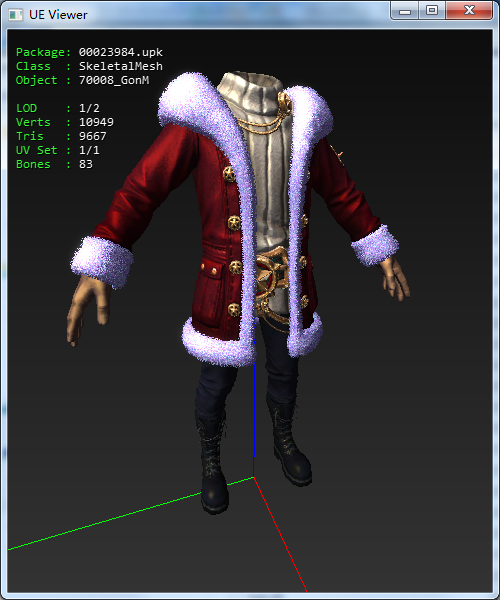 UE Viewer
Package: 00023984.upk
Class : SkeletalMesh
Object : 70008_GonM
LOD : 1/2
Verts : 10949
Tris : 9667
UV Set : 1/1
Bones : 83